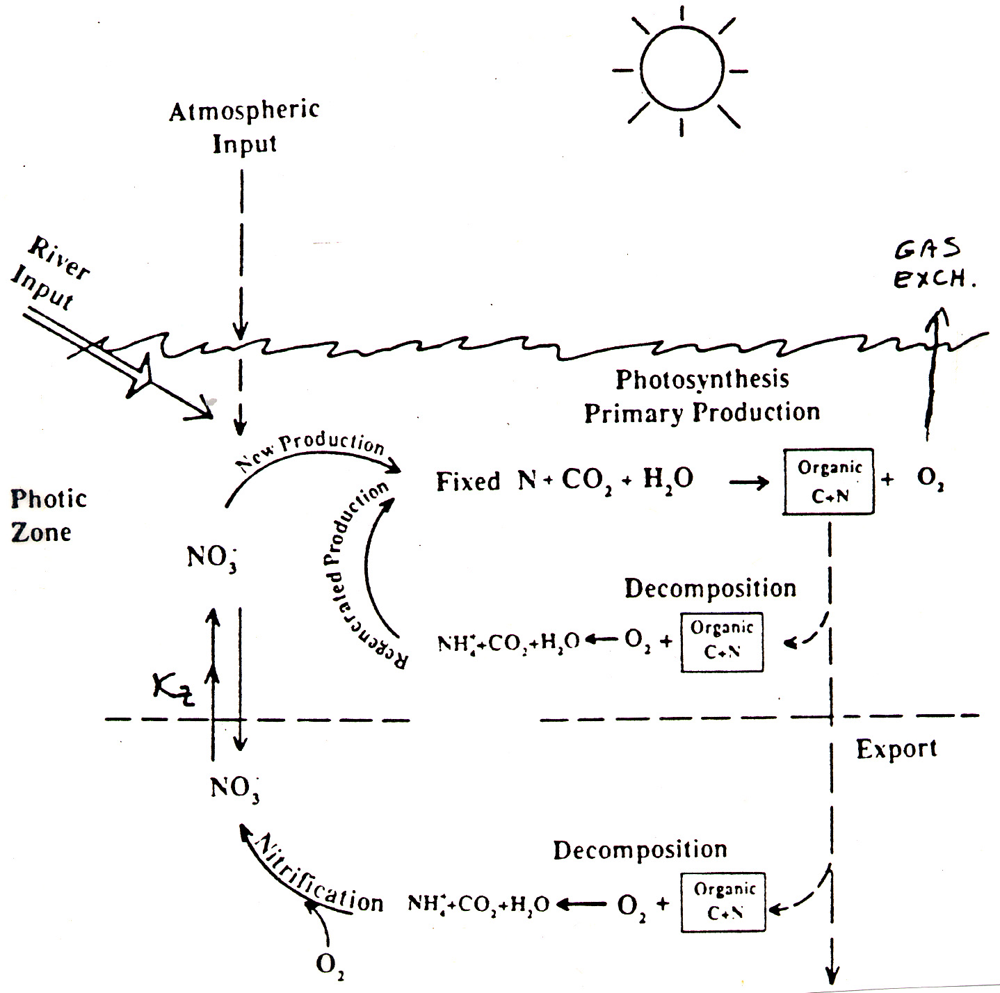 Atmospheric
Input
River
Input
GAS
EXCH.
Photosynthesis
Primary Production
New Production
Fixed N + CO₂ + H₂O → Organic C+N + O₂
Photic
Zone
Regenerated Production
NO₃⁻
Decomposition
NH₄⁺+CO₂+H₂O ← O₂ + Organic C+N
Kz
Export
NO₃⁻
Nitrification
Decomposition
NH₄⁺+CO₂+H₂O ← O₂ + Organic C+N
O₂